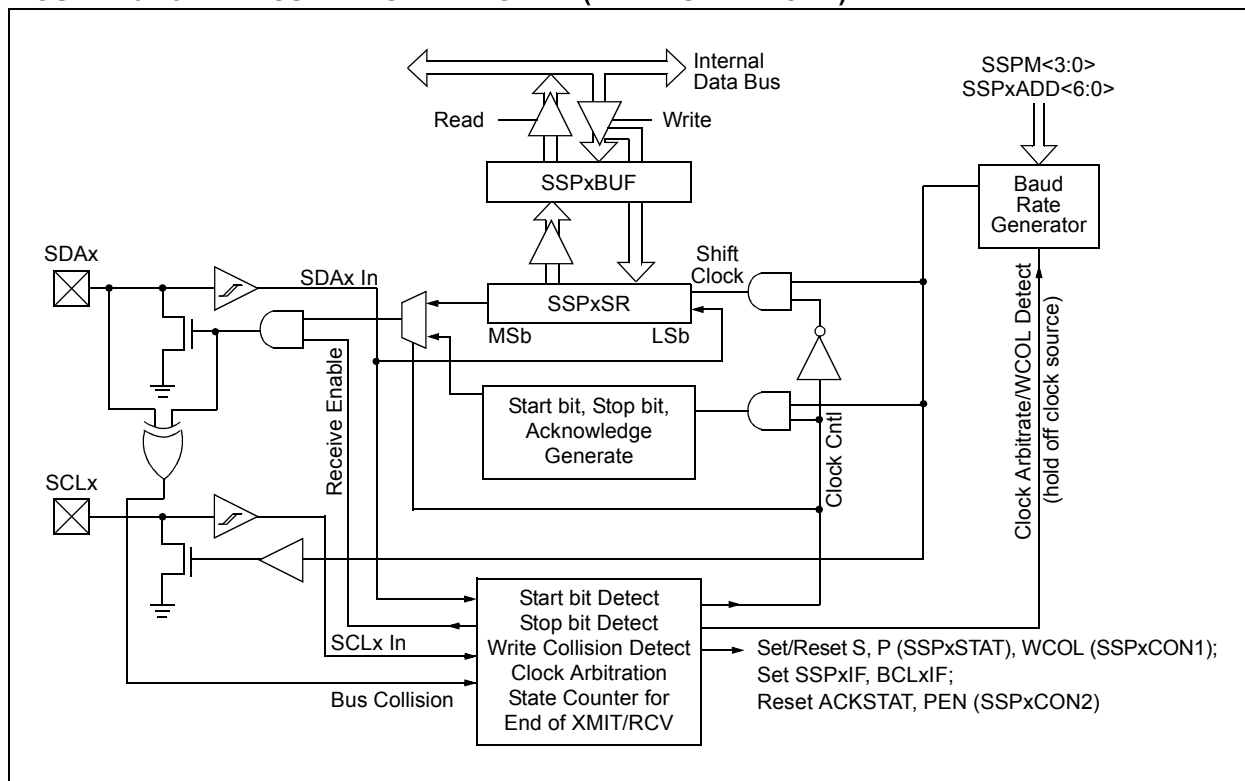 Internal
Data Bus
SSPM<3:0>
SSPxADD<6:0>
Read
Write
SSPxBUF
Baud
Rate
Generator
SDAx
SDAx In
Shift
Clock
SSPxSR
MSb
LSb
Start bit, Stop bit,
Acknowledge
Generate
Receive Enable
Clock Cntl
Clock Arbitrate/WCOL Detect
(hold off clock source)
SCLx
SCLx In
Bus Collision
Start bit Detect
Stop bit Detect
Write Collision Detect
Clock Arbitration
State Counter for
End of XMIT/RCV
Set/Reset S, P (SSPxSTAT), WCOL (SSPxCON1);
Set SSPxIF, BCLxIF;
Reset ACKSTAT, PEN (SSPxCON2)